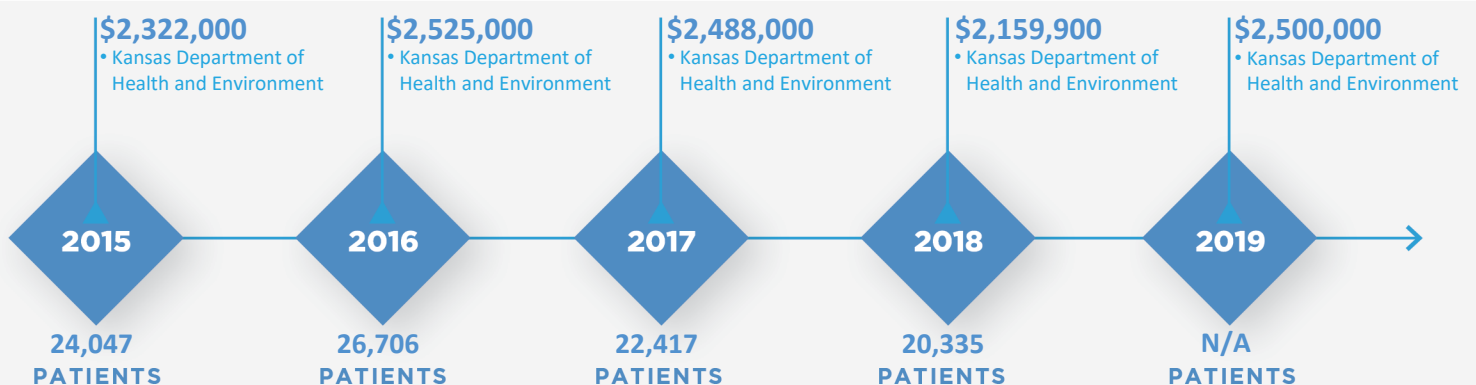 $2,322,000
• Kansas Department of
Health and Environment
$2,525,000
• Kansas Department of
Health and Environment
$2,488,000
• Kansas Department of
Health and Environment
$2,159,900
• Kansas Department of
Health and Environment
$2,500,000
• Kansas Department of
Health and Environment
2015
2016
2017
2018
2019
24,047
PATIENTS
26,706
PATIENTS
22,417
PATIENTS
20,335
PATIENTS
N/A
PATIENTS